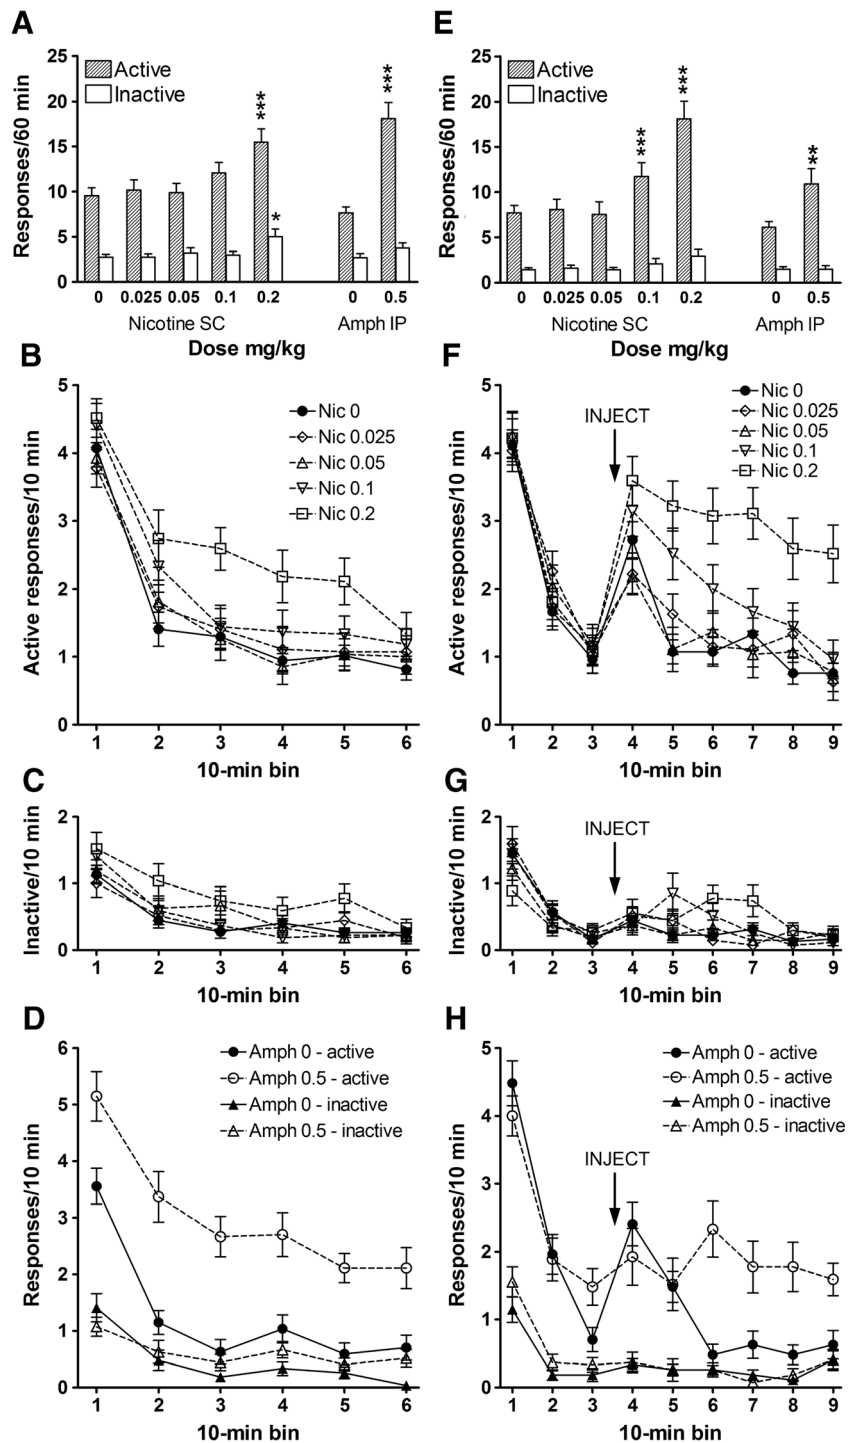 A
Responses/60 min
25
20
15
10
5
0
Active
Inactive
***
*
***
0 0.025 0.05 0.1 0.2 0 0.5
Nicotine SC Amph IP
Dose mg/kg
E
Responses/60 min
25
20
15
10
5
0
Active
Inactive
***
***
**
0 0.025 0.05 0.1 0.2 0 0.5
Nicotine SC Amph IP
Dose mg/kg
B
Active responses/10 min
5
4
3
2
1
0
Nic 0
Nic 0.025
Nic 0.05
Nic 0.1
Nic 0.2
1 2 3 4 5 6
10-min bin
F
Active responses/10 min
5
4
3
2
1
0
INJECT
Nic 0
Nic 0.025
Nic 0.05
Nic 0.1
Nic 0.2
1 2 3 4 5 6 7 8 9
10-min bin
C
Inactive/10 min
2
1
0
1 2 3 4 5 6
10-min bin
G
Inactive/10 min
2
1
0
INJECT
1 2 3 4 5 6 7 8 9
10-min bin
D
Responses/10 min
6
5
4
3
2
1
0
Amph 0 - active
Amph 0.5 - active
Amph 0 - inactive
Amph 0.5 - inactive
1 2 3 4 5 6
10-min bin
H
Responses/10 min
5
4
3
2
1
0
INJECT
Amph 0 - active
Amph 0.5 - active
Amph 0 - inactive
Amph 0.5 - inactive
1 2 3 4 5 6 7 8 9
10-min bin